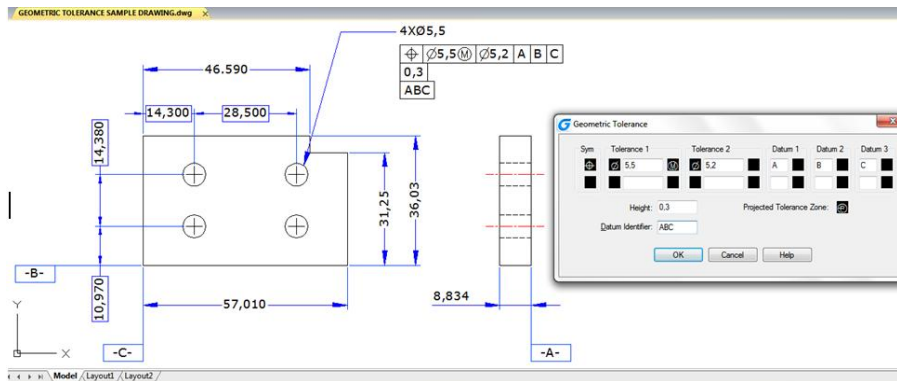 GEOMETRIC TOLERANCE SAMPLE DRAWING.dwg
4XØ5,5
⌖ Ø5,5Ⓜ Ø5,2 A B C
0,3
ABC
46.590
14,300 28,500
14,380
10,970
31,25
36,03
57,010
8,834
-B-
-C-
-A-
Y
X
Geometric Tolerance
Sym Tolerance 1 Tolerance 2 Datum 1 Datum 2 Datum 3
⌖ Ø 5,5 Ⓜ Ø 5,2 A B C
Height: 0,3 Projected Tolerance Zone: Ⓟ
Datum Identifier: ABC
OK Cancel Help
Model Layout1 Layout2